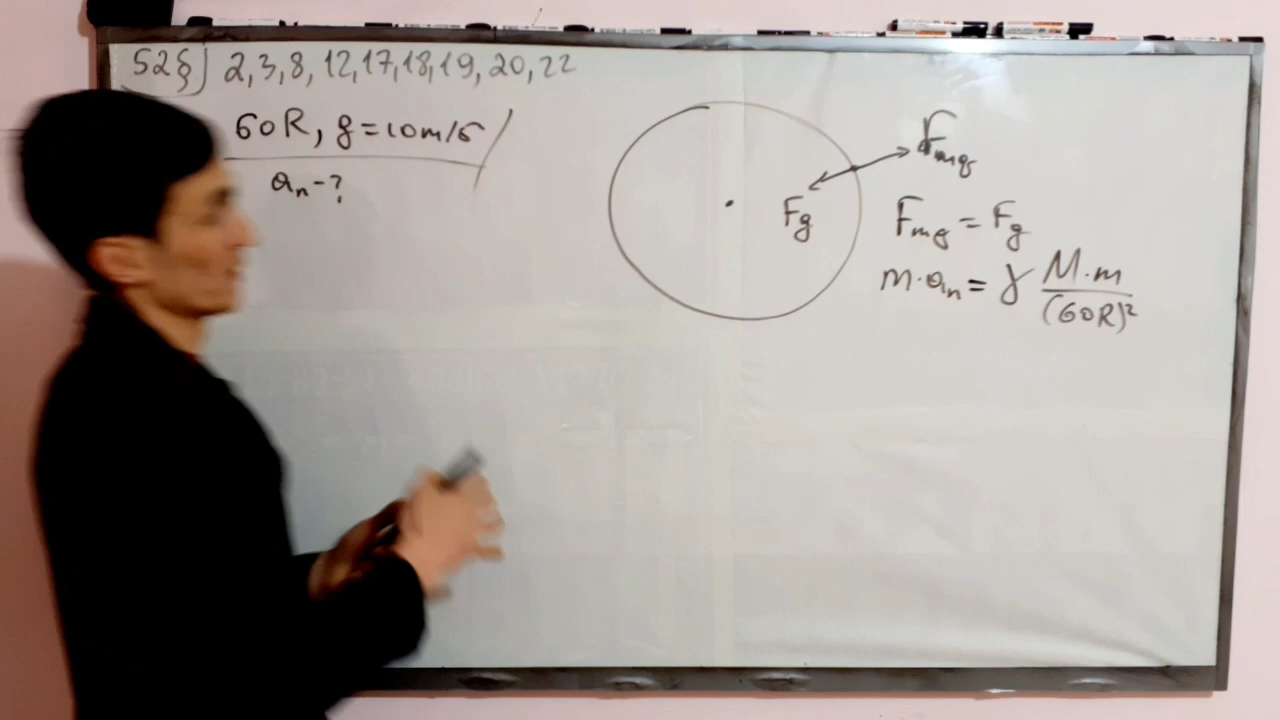 52§) 2,3,8,12,17,18,19,20,22
60R, g=10m/s
aₙ-?
Fmq
Fg
Fmg = Fg
m·aₙ = γ M·m/(60R)²